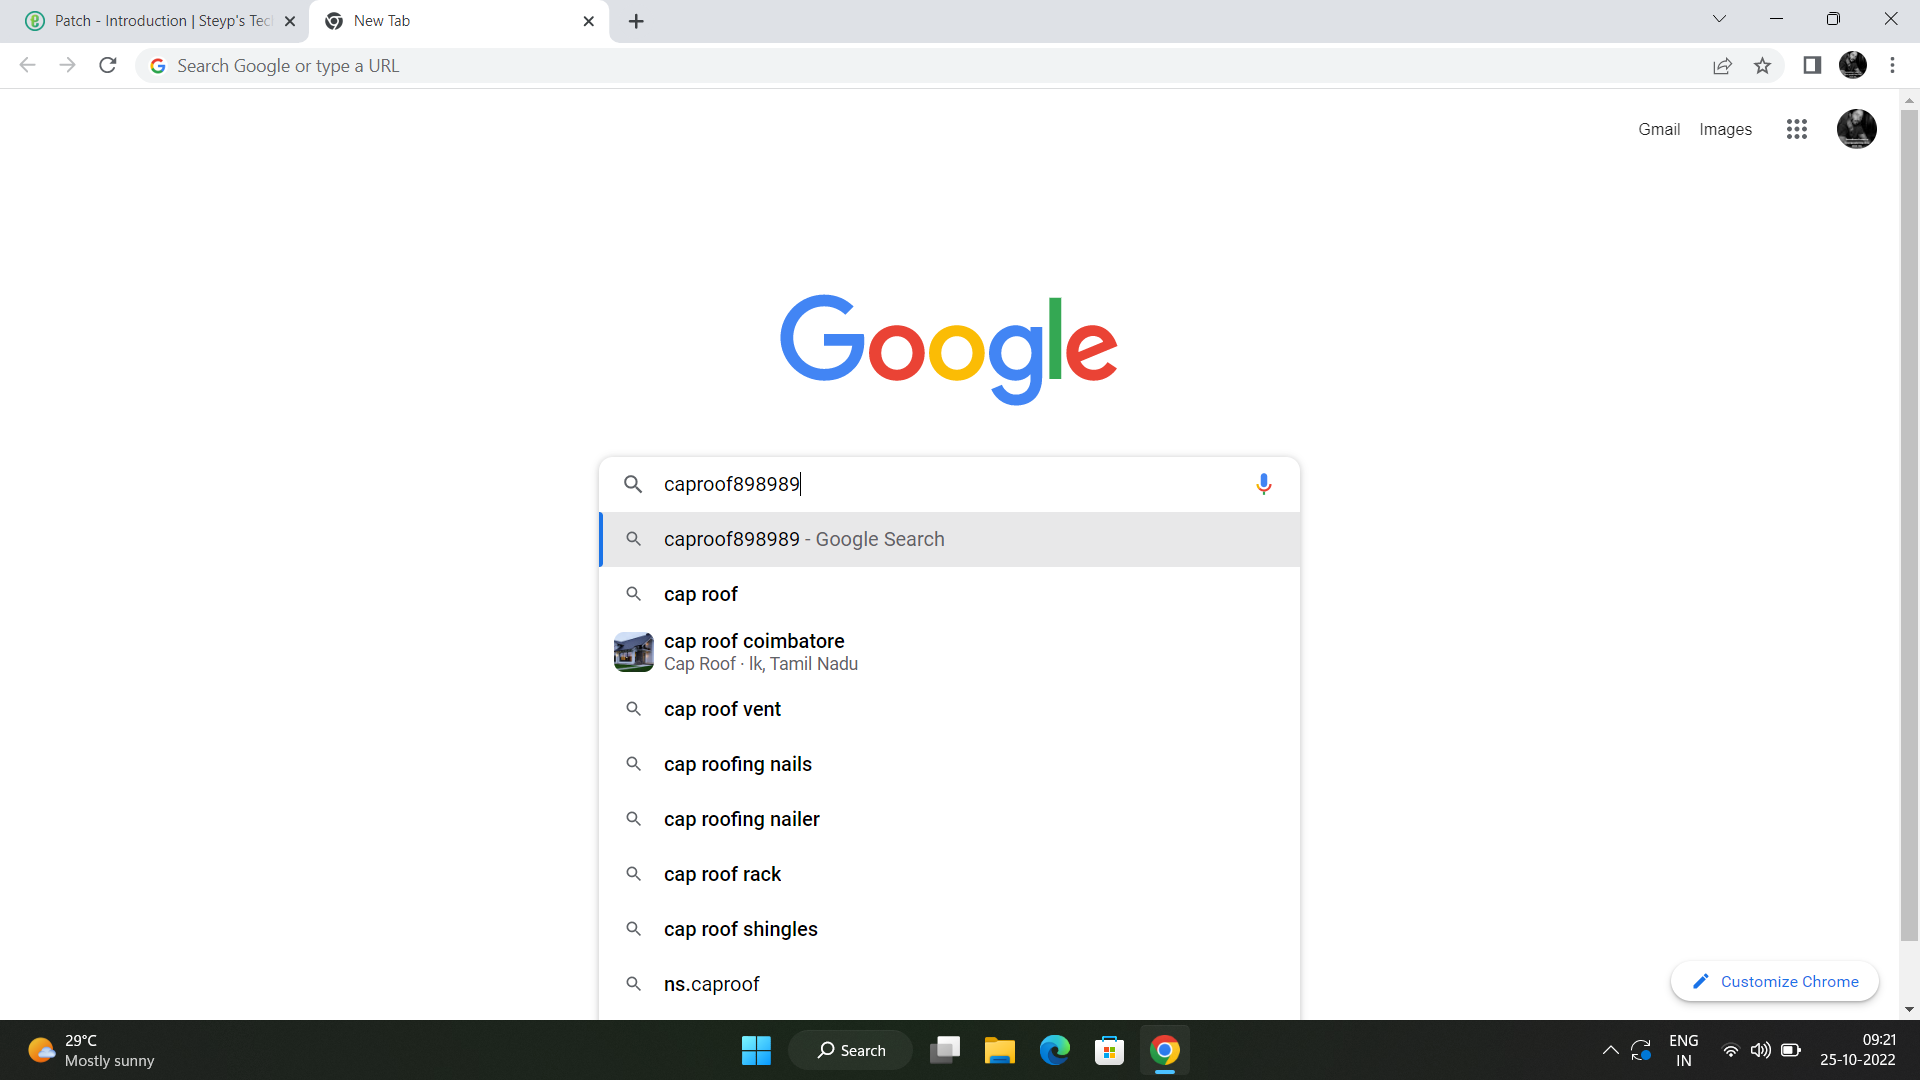 Patch - Introduction | Steyp's Tec
New Tab
Search Google or type a URL
Gmail Images
Google
caproof898989
caproof898989 - Google Search
cap roof
cap roof coimbatore
Cap Roof · lk, Tamil Nadu
cap roof vent
cap roofing nails
cap roofing nailer
cap roof rack
cap roof shingles
ns.caproof
Customize Chrome
29°C
Mostly sunny
Search
ENG
IN
09:21
25-10-2022